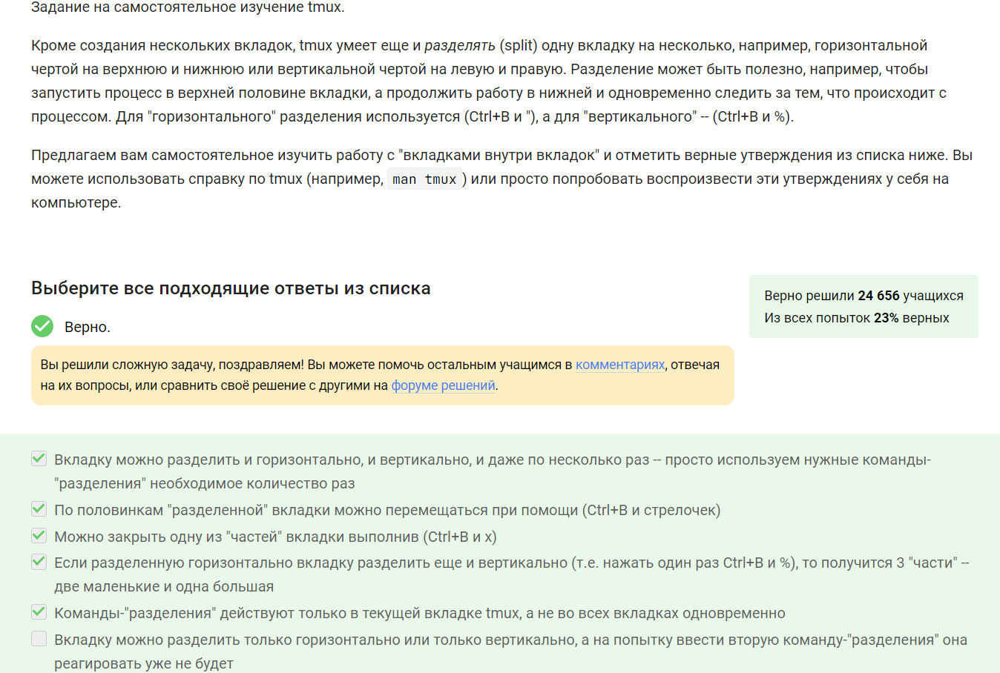 Задание на самостоятельное изучение tmux.
Кроме создания нескольких вкладок, tmux умеет еще и разделять (split) одну вкладку на несколько, например, горизонтальной
чертой на верхнюю и нижнюю или вертикальной чертой на левую и правую. Разделение может быть полезно, например, чтобы
запустить процесс в верхней половине вкладки, а продолжить работу в нижней и одновременно следить за тем, что происходит с
процессом. Для "горизонтального" разделения используется (Ctrl+B и "), а для "вертикального" -- (Ctrl+B и %).
Предлагаем вам самостоятельное изучить работу с "вкладками внутри вкладок" и отметить верные утверждения из списка ниже. Вы
можете использовать справку по tmux (например, man tmux) или просто попробовать воспроизвести эти утверждениях у себя на
компьютере.
Выберите все подходящие ответы из списка
Верно решили 24 656 учащихся
Из всех попыток 23% верных
Верно.
Вы решили сложную задачу, поздравляем! Вы можете помочь остальным учащимся в комментариях, отвечая
на их вопросы, или сравнить своё решение с другими на форуме решений.
Вкладку можно разделить и горизонтально, и вертикально, и даже по несколько раз -- просто используем нужные команды-
"разделения" необходимое количество раз
По половинкам "разделенной" вкладки можно перемещаться при помощи (Ctrl+B и стрелочек)
Можно закрыть одну из "частей" вкладки выполнив (Ctrl+B и x)
Если разделенную горизонтально вкладку разделить еще и вертикально (т.е. нажать один раз Ctrl+B и %), то получится 3 "части" --
две маленькие и одна большая
Команды-"разделения" действуют только в текущей вкладке tmux, а не во всех вкладках одновременно
Вкладку можно разделить только горизонтально или только вертикально, а на попытку ввести вторую команду-"разделения" она
реагировать уже не будет